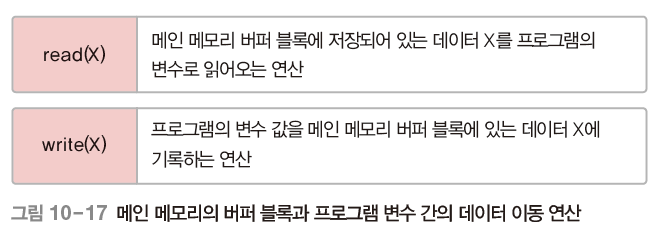 read(X)
메인 메모리 버퍼 블록에 저장되어 있는 데이터 X를 프로그램의
변수로 읽어오는 연산
write(X)
프로그램의 변수 값을 메인 메모리 버퍼 블록에 있는 데이터 X에
기록하는 연산
그림 10-17 메인 메모리의 버퍼 블록과 프로그램 변수 간의 데이터 이동 연산